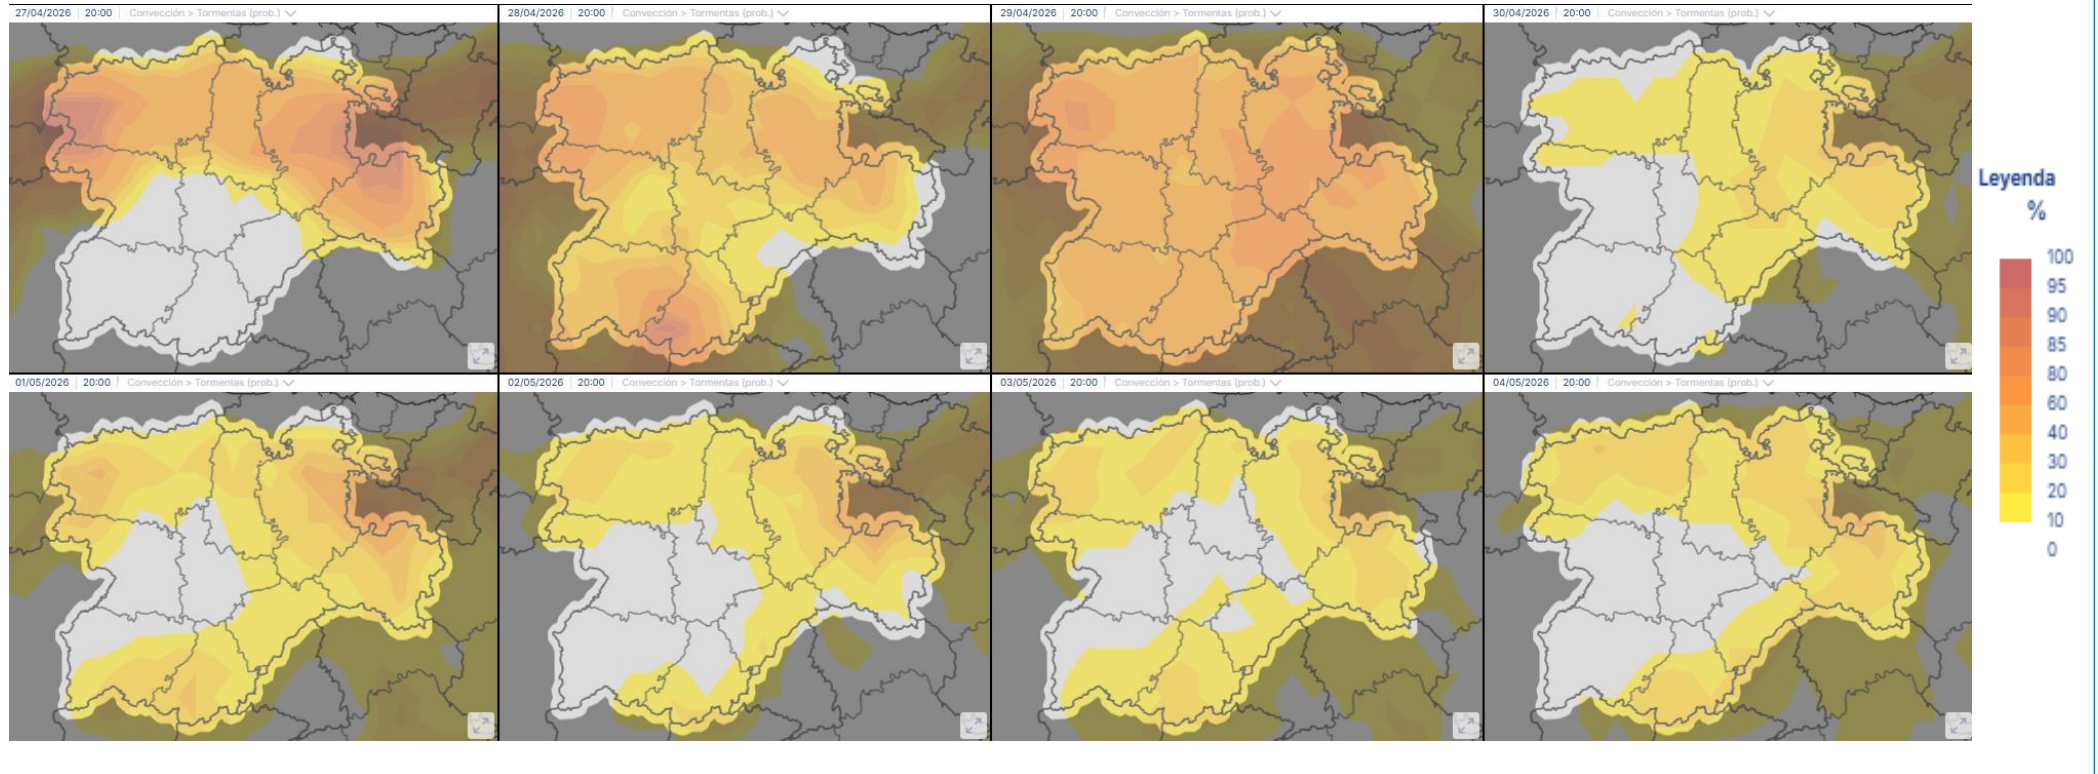 27/04/2026 20:00 Convección > Tormentas (prob.)
28/04/2026 20:00 Convección > Tormentas (prob.)
29/04/2026 20:00 Convección > Tormentas (prob.)
30/04/2026 20:00 Convección > Tormentas (prob.)
01/05/2026 20:00 Convección > Tormentas (prob.)
02/05/2026 20:00 Convección > Tormentas (prob.)
03/05/2026 20:00 Convección > Tormentas (prob.)
04/05/2026 20:00 Convección > Tormentas (prob.)
Leyenda
%
100
95
90
85
80
60
40
30
20
10
0